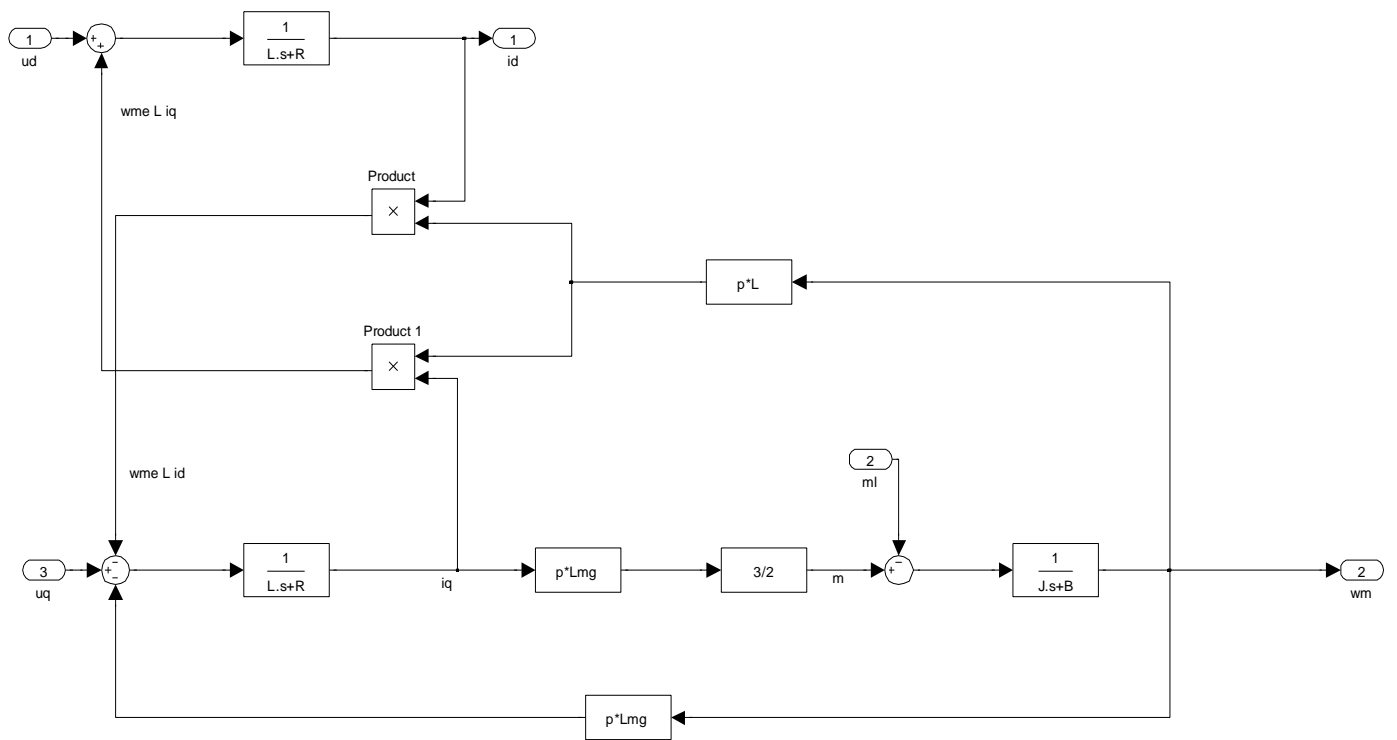 1
ud
+
+
1
L.s+R
1
id
wme L iq
Product
×
p*L
Product 1
×
wme L id
2
ml
3
uq
−
+
−
1
L.s+R
iq
p*Lmg
3/2
m
−
+
1
J.s+B
2
wm
p*Lmg